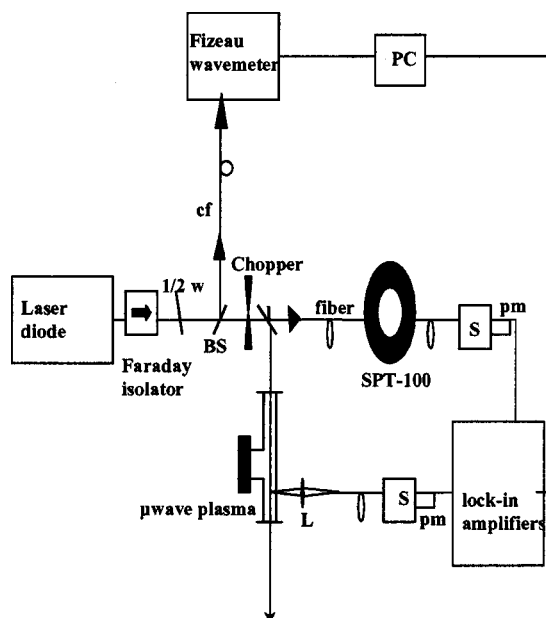 Fizeau
wavemeter
PC
cf
Chopper
1/2 w
Laser
diode
BS
fiber
S
pm
Faraday
isolator
SPT-100
μwave plasma
L
S
pm
lock-in
amplifiers